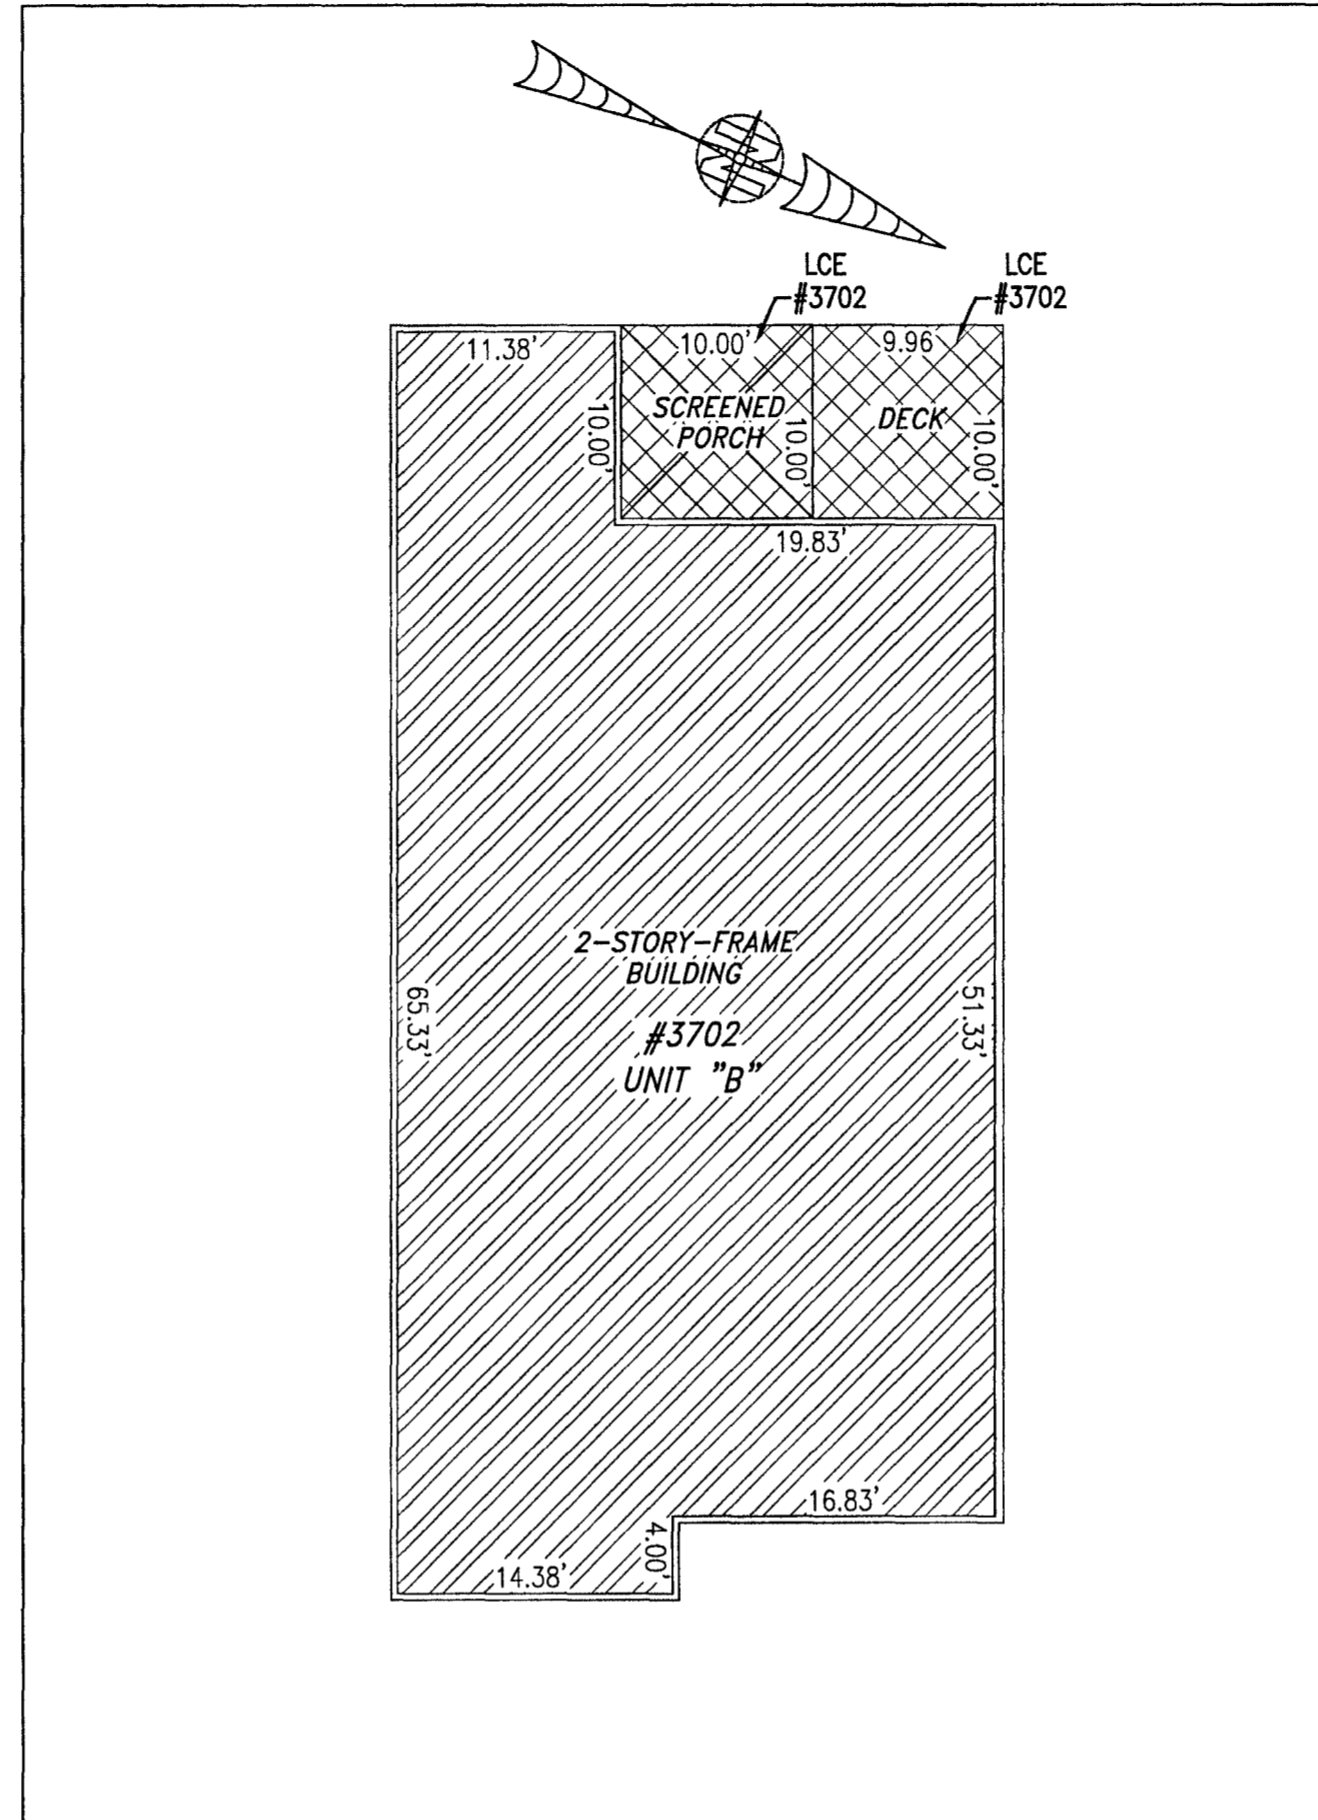 N
LCE
#3702
LCE
#3702
11.38'
10.00'
9.96
10.00'
SCREENED
PORCH
10.00'
DECK
10.00'
19.83'
2-STORY-FRAME
BUILDING
#3702
UNIT "B"
65.33'
51.33'
16.83'
4.00'
14.38'